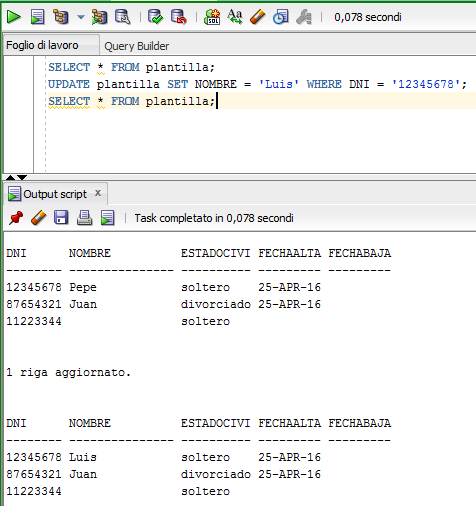 0,078 secondi
Foglio di lavoro Query Builder
SELECT * FROM plantilla;
UPDATE plantilla SET NOMBRE = 'Luis' WHERE DNI = '12345678';
SELECT * FROM plantilla;
Output script x
Task completato in 0,078 secondi
DNI      NOMBRE          ESTADOCIVI FECHAALTA FECHABAJA
-------- --------------- ---------- --------- ---------
12345678 Pepe            soltero    25-APR-16
87654321 Juan            divorciado 25-APR-16
11223344                 soltero
1 riga aggiornato.
DNI      NOMBRE          ESTADOCIVI FECHAALTA FECHABAJA
-------- --------------- ---------- --------- ---------
12345678 Luis            soltero    25-APR-16
87654321 Juan            divorciado 25-APR-16
11223344                 soltero